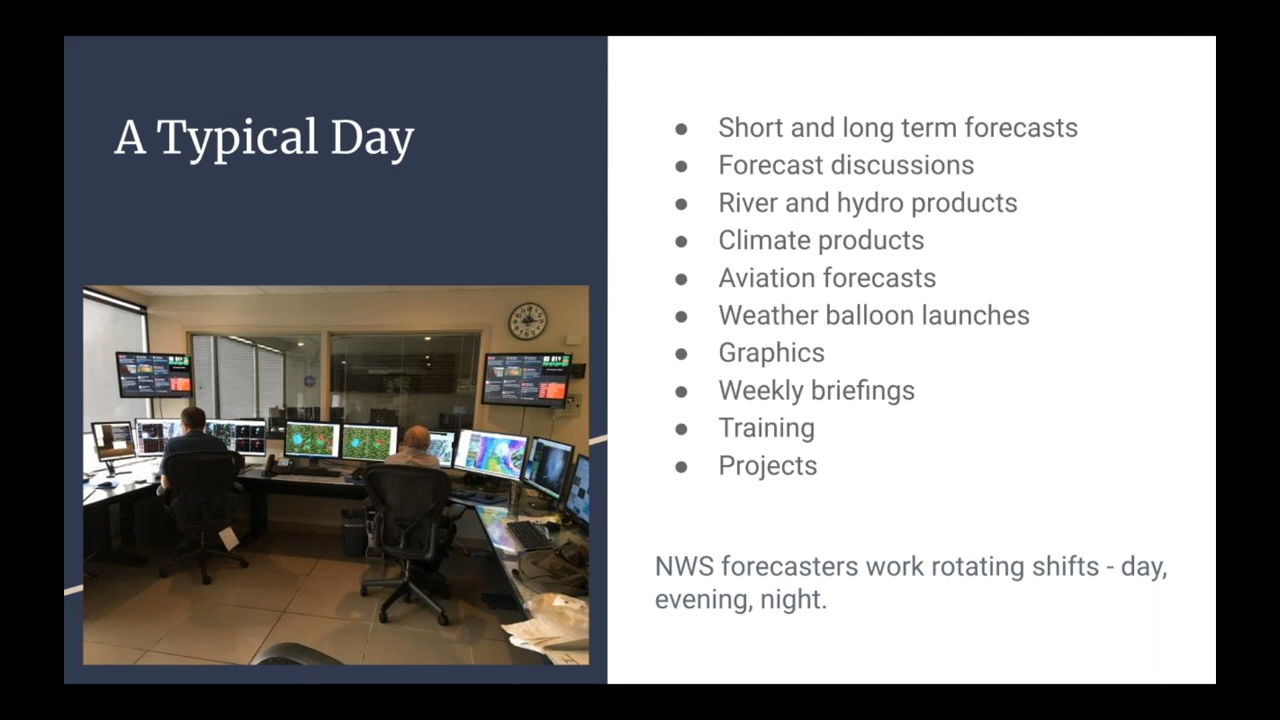 A Typical Day
● Short and long term forecasts
● Forecast discussions
● River and hydro products
● Climate products
● Aviation forecasts
● Weather balloon launches
● Graphics
● Weekly briefings
● Training
● Projects
NWS forecasters work rotating shifts - day,
evening, night.